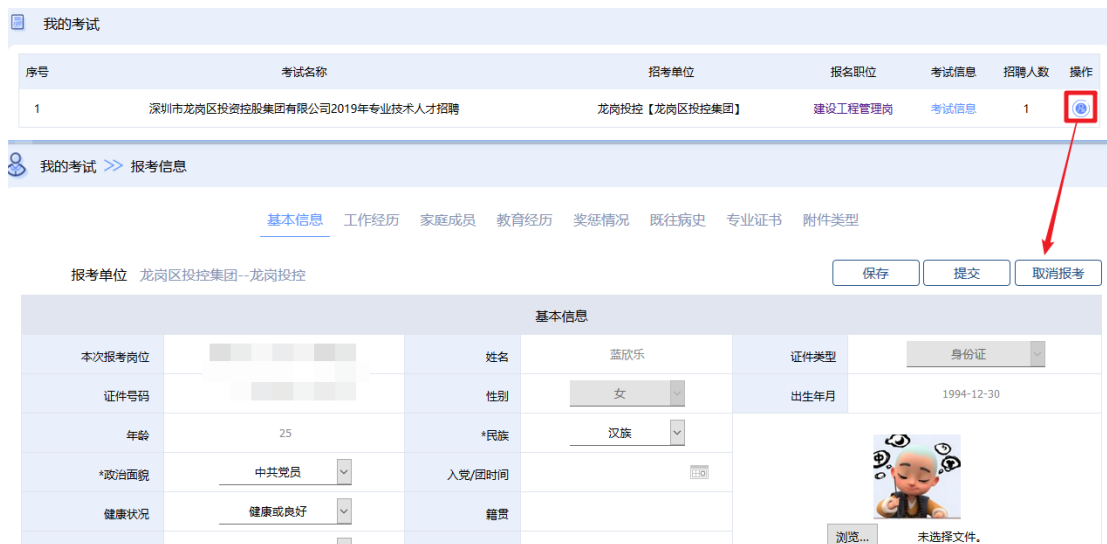 我的考试
序号 考试名称 招考单位 报名职位 考试信息 招聘人数 操作
1 深圳市龙岗区投资控股集团有限公司2019年专业技术人才招聘 龙岗投控【龙岗区投控集团】 建设工程管理岗 考试信息 1
我的考试 >> 报考信息
基本信息 工作经历 家庭成员 教育经历 奖惩情况 既往病史 专业证书 附件类型
报考单位 龙岗区投控集团--龙岗投控 保存 提交 取消报考
基本信息
本次报考岗位 姓名 蓝欣乐 证件类型 身份证
证件号码 性别 女 出生年月 1994-12-30
年龄 25 *民族 汉族
*政治面貌 中共党员 入党/团时间
健康状况 健康或良好 籍贯
浏览... 未选择文件。